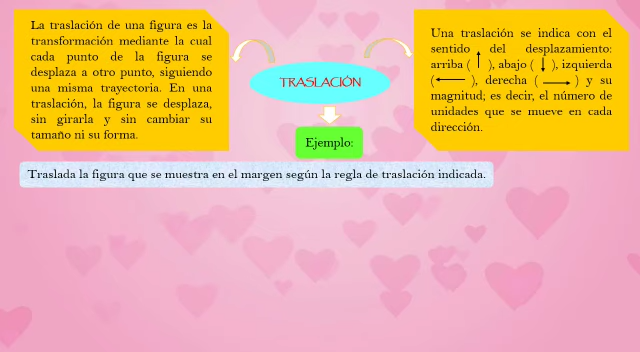 La traslación de una figura es la
transformación mediante la cual
cada punto de la figura se
desplaza a otro punto, siguiendo
una misma trayectoria. En una
traslación, la figura se desplaza,
sin girarla y sin cambiar su
tamaño ni su forma.
TRASLACIÓN
Una traslación se indica con el
sentido ↑ del desplazamiento:
arriba ( ), abajo ( ↓ ), izquierda
(← ), derecha ( → ) y su
magnitud; es decir, el número de
unidades que se mueve en cada
dirección.
Ejemplo:
Traslada la figura que se muestra en el margen según la regla de traslación indicada.